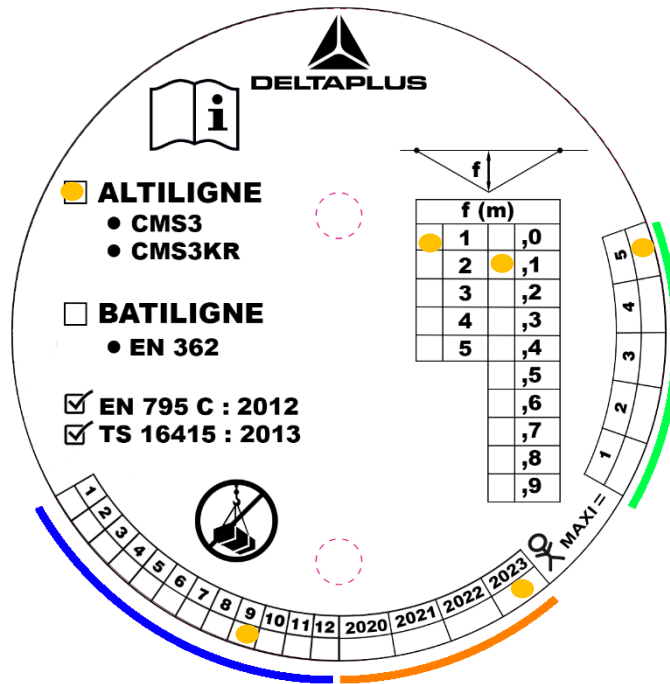 DELTAPLUS
i
ALTILIGNE
• CMS3
• CMS3KR
BATILIGNE
• EN 362
EN 795 C : 2012
TS 16415 : 2013
f
f (m)
1 ,0
2 ,1
3 ,2
4 ,3
5 ,4
,5
,6
,7
,8
,9
1 2 3 4 5 6 7 8 9 10 11 12 2020 2021 2022 2023
MAXI =
1 2 3 4 5